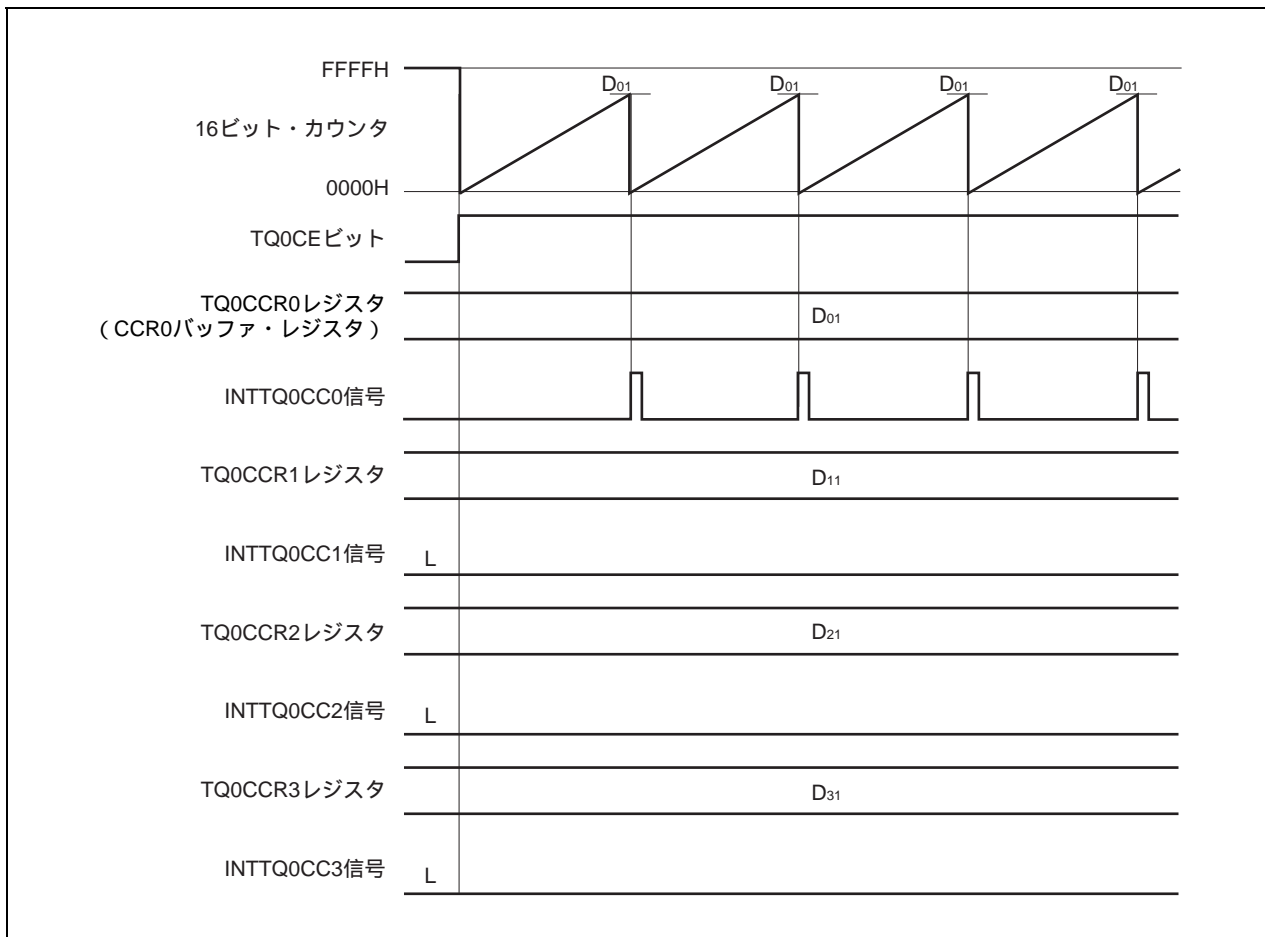 FFFFH
D01 D01 D01 D01
16ビット・カウンタ
0000H
TQ0CEビット
TQ0CCR0レジスタ
（CCR0バッファ・レジスタ）
D01
INTTQ0CC0信号
TQ0CCR1レジスタ
D11
INTTQ0CC1信号 L
TQ0CCR2レジスタ
D21
INTTQ0CC2信号 L
TQ0CCR3レジスタ
D31
INTTQ0CC3信号 L